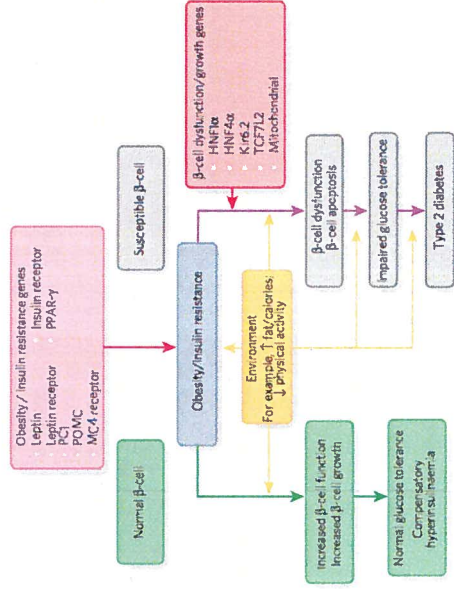 Obesity/ insulin resistance genes
Leptin
Leptin receptor
PC1
POMC
MC4 receptor
Insulin receptor
PPAR-γ
Normal β-cell
Susceptible β-cell
Obesity/insulin resistance
β-cell dysfunction/growth genes
HNF1α
HNF4α
Kir6.2
TCF7L2
Mitochondrial
Environment
For example, ↑ fat/calories;
↓ physical activity
Increased β-cell function
Increased β-cell growth
β-cell dysfunction
β-cell apoptosis
Normal glucose tolerance
Compensatory
hyperinsulinaemia
Impaired glucose tolerance
Type 2 diabetes